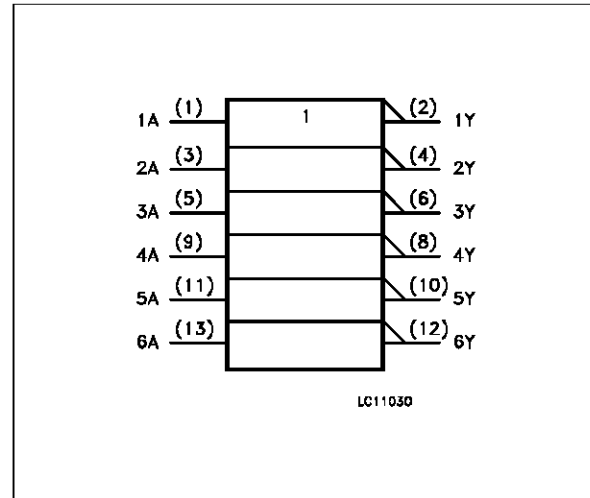 1A (1) 1 (2) 1Y
2A (3) (4) 2Y
3A (5) (6) 3Y
4A (9) (8) 4Y
5A (11) (10) 5Y
6A (13) (12) 6Y
LC11030